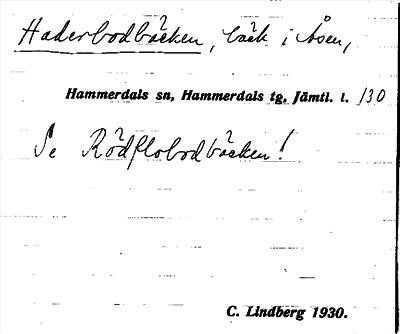 Haderbodbäcken, bäck i Åsen,
Hammerdals sn, Hammerdals tg. Jämtl. l. 130
Se Rödflobodbäcken!
C. Lindberg 1930.